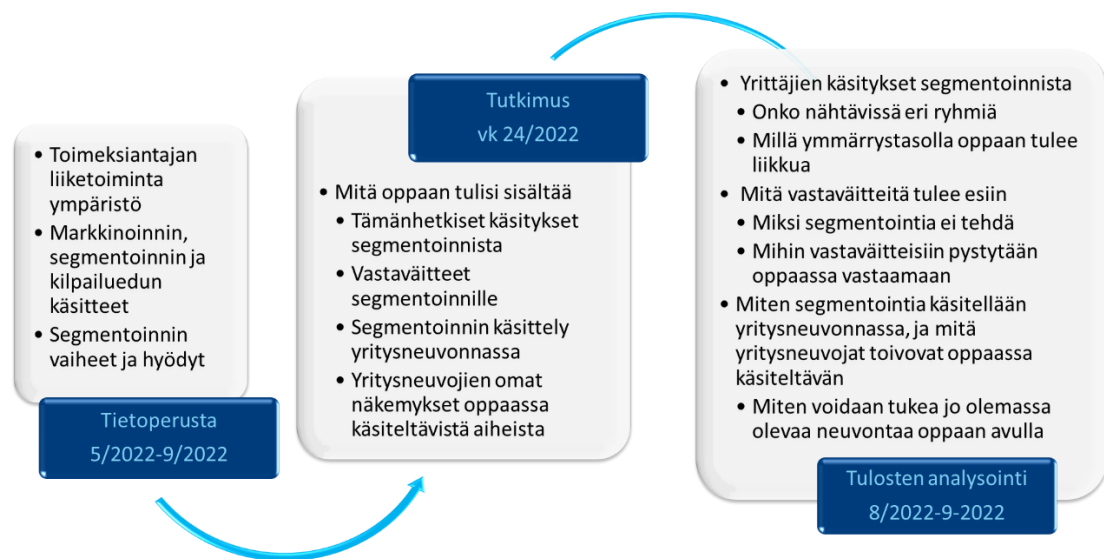 • Toimeksiantajan
liiketoiminta
ympäristö
• Markkinoinnin,
segmentoinnin ja
kilpailuedun
käsitteet
• Segmentoinnin
vaiheet ja hyödyt
Tietoperusta
5/2022-9/2022
Tutkimus
vk 24/2022
• Mitä oppaan tulisi sisältää
• Tämänhetkiset käsitykset
segmentoinnista
• Vastaväitteet
segmentoinnille
• Segmentoinnin käsittely
yritysneuvonnassa
• Yritysneuvojien omat
näkemykset oppaassa
käsiteltävistä aiheista
• Yrittäjien käsitykset segmentoinnista
• Onko nähtävissä eri ryhmiä
• Millä ymmärrystasolla oppaan tulee
liikkua
• Mitä vastaväitteitä tulee esiin
• Miksi segmentointia ei tehdä
• Mihin vastaväitteisiin pystytään
oppaassa vastaamaan
• Miten segmentointia käsitellään
yritysneuvonnassa, ja mitä
yritysneuvojat toivovat oppaassa
käsiteltävän
• Miten voidaan tukea jo olemassa
olevaa neuvontaa oppaan avulla
Tulosten analysointi
8/2022-9-2022